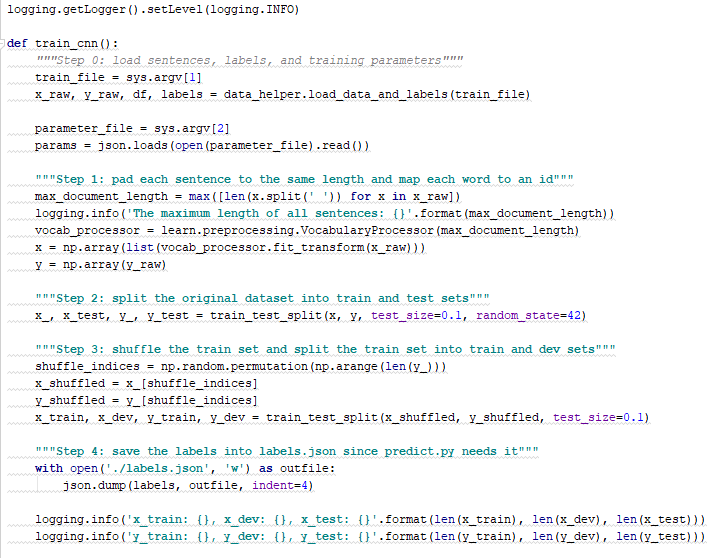 logging.getLogger().setLevel(logging.INFO)
def train_cnn():
"""Step 0: load sentences, labels, and training parameters"""
train_file = sys.argv[1]
x_raw, y_raw, df, labels = data_helper.load_data_and_labels(train_file)
parameter_file = sys.argv[2]
params = json.loads(open(parameter_file).read())
"""Step 1: pad each sentence to the same length and map each word to an id"""
max_document_length = max([len(x.split(' ')) for x in x_raw])
logging.info('The maximum length of all sentences: {}'.format(max_document_length))
vocab_processor = learn.preprocessing.VocabularyProcessor(max_document_length)
x = np.array(list(vocab_processor.fit_transform(x_raw)))
y = np.array(y_raw)
"""Step 2: split the original dataset into train and test sets"""
x_, x_test, y_, y_test = train_test_split(x, y, test_size=0.1, random_state=42)
"""Step 3: shuffle the train set and split the train set into train and dev sets"""
shuffle_indices = np.random.permutation(np.arange(len(y_)))
x_shuffled = x_[shuffle_indices]
y_shuffled = y_[shuffle_indices]
x_train, x_dev, y_train, y_dev = train_test_split(x_shuffled, y_shuffled, test_size=0.1)
"""Step 4: save the labels into labels.json since predict.py needs it"""
with open('./labels.json', 'w') as outfile:
json.dump(labels, outfile, indent=4)
logging.info('x_train: {}, x_dev: {}, x_test: {}'.format(len(x_train), len(x_dev), len(x_test)))
logging.info('y_train: {}, y_dev: {}, y_test: {}'.format(len(y_train), len(y_dev), len(y_test)))